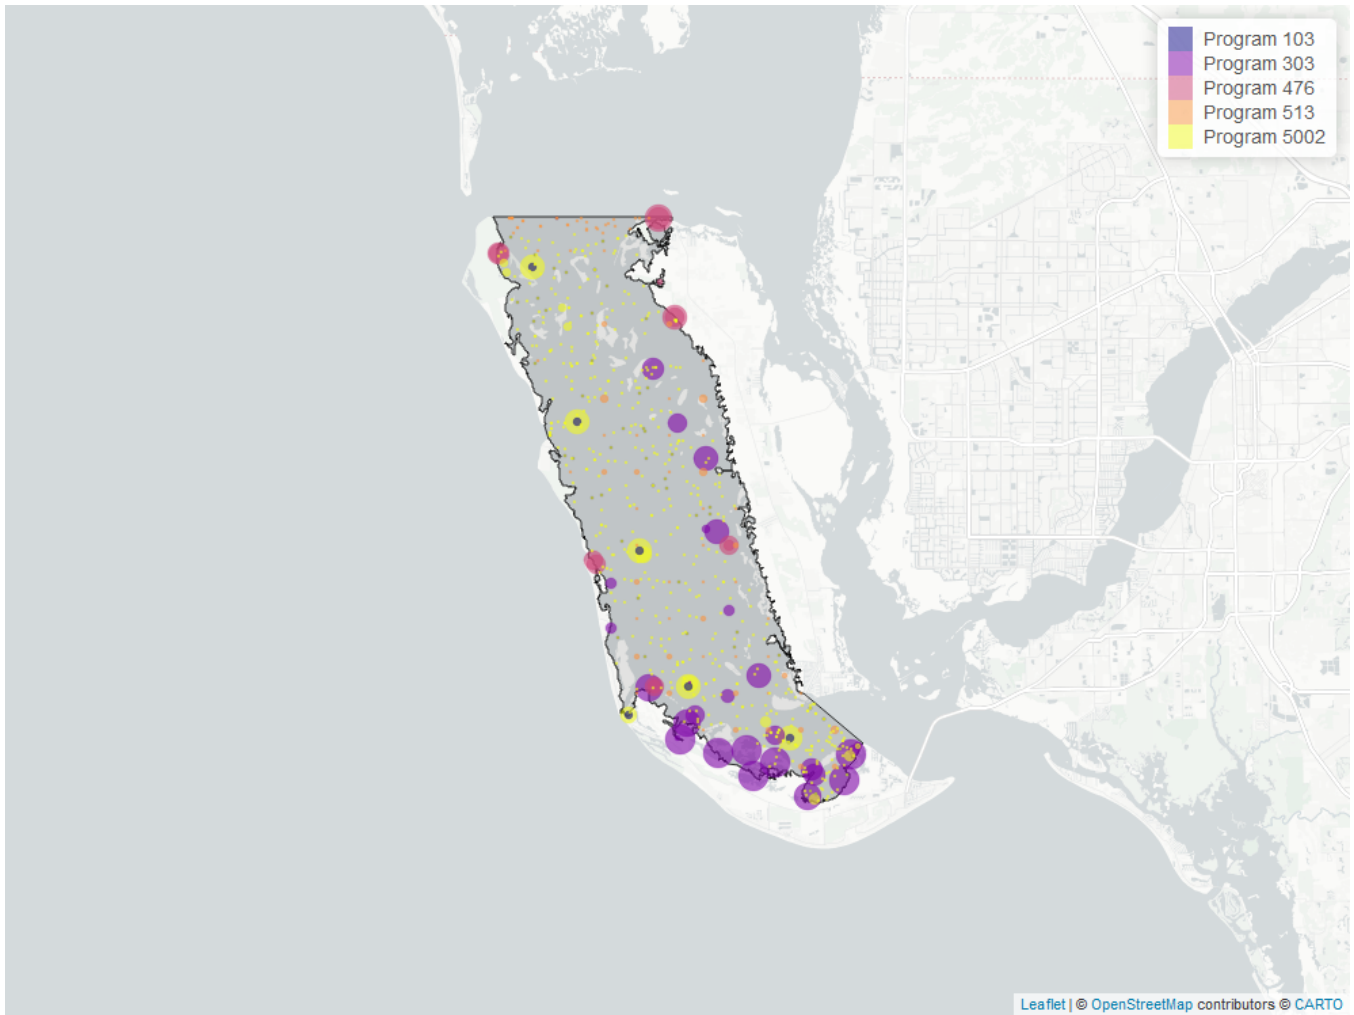 Program 103
Program 303
Program 476
Program 513
Program 5002
Leaflet | © OpenStreetMap contributors © CARTO